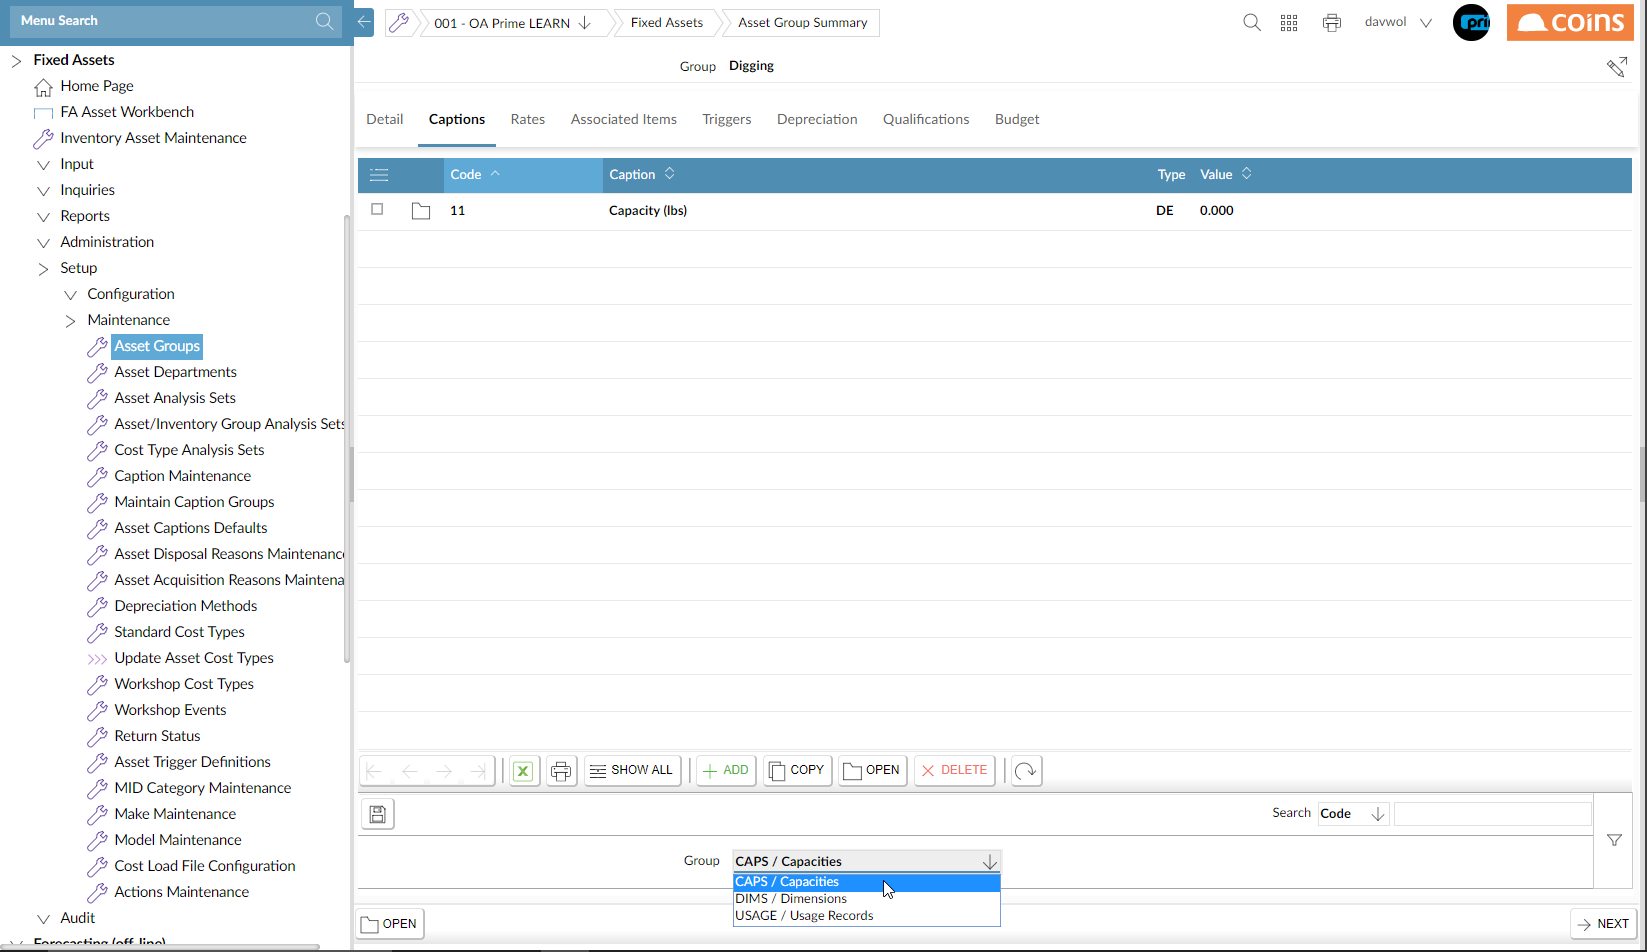 Menu Search
001 - OA Prime LEARN
Fixed Assets
Asset Group Summary
davwol
pri
coins
Fixed Assets
Home Page
FA Asset Workbench
Inventory Asset Maintenance
Input
Inquiries
Reports
Administration
Setup
Configuration
Maintenance
Asset Groups
Asset Departments
Asset Analysis Sets
Asset/Inventory Group Analysis Sets
Cost Type Analysis Sets
Caption Maintenance
Maintain Caption Groups
Asset Captions Defaults
Asset Disposal Reasons Maintenanc
Asset Acquisition Reasons Maintena
Depreciation Methods
Standard Cost Types
Update Asset Cost Types
Workshop Cost Types
Workshop Events
Return Status
Asset Trigger Definitions
MID Category Maintenance
Make Maintenance
Model Maintenance
Cost Load File Configuration
Actions Maintenance
Audit
Forecasting (off-line)
Group Digging
Detail Captions Rates Associated Items Triggers Depreciation Qualifications Budget
Code Caption Type Value
11 Capacity (lbs) DE 0.000
SHOW ALL ADD COPY OPEN DELETE
Search Code
Group CAPS / Capacities
CAPS / Capacities
DIMS / Dimensions
USAGE / Usage Records
OPEN
NEXT